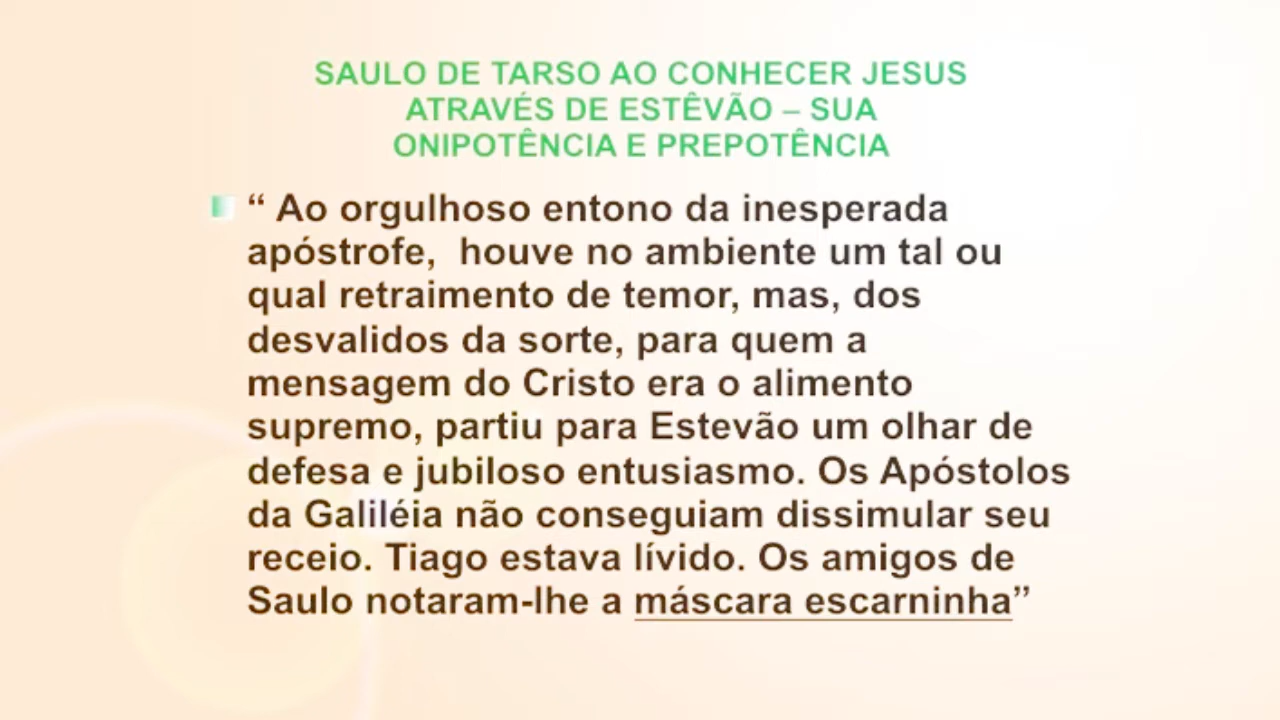 SAULO DE TARSO AO CONHECER JESUS
ATRAVÉS DE ESTÊVÃO – SUA
ONIPOTÊNCIA E PREPOTÊNCIA
“ Ao orgulhoso entono da inesperada
apóstrofe,  houve no ambiente um tal ou
qual retraimento de temor, mas, dos
desvalidos da sorte, para quem a
mensagem do Cristo era o alimento
supremo, partiu para Estevão um olhar de
defesa e jubiloso entusiasmo. Os Apóstolos
da Galiléia não conseguiam dissimular seu
receio. Tiago estava lívido. Os amigos de
Saulo notaram-lhe a máscara escarninha”